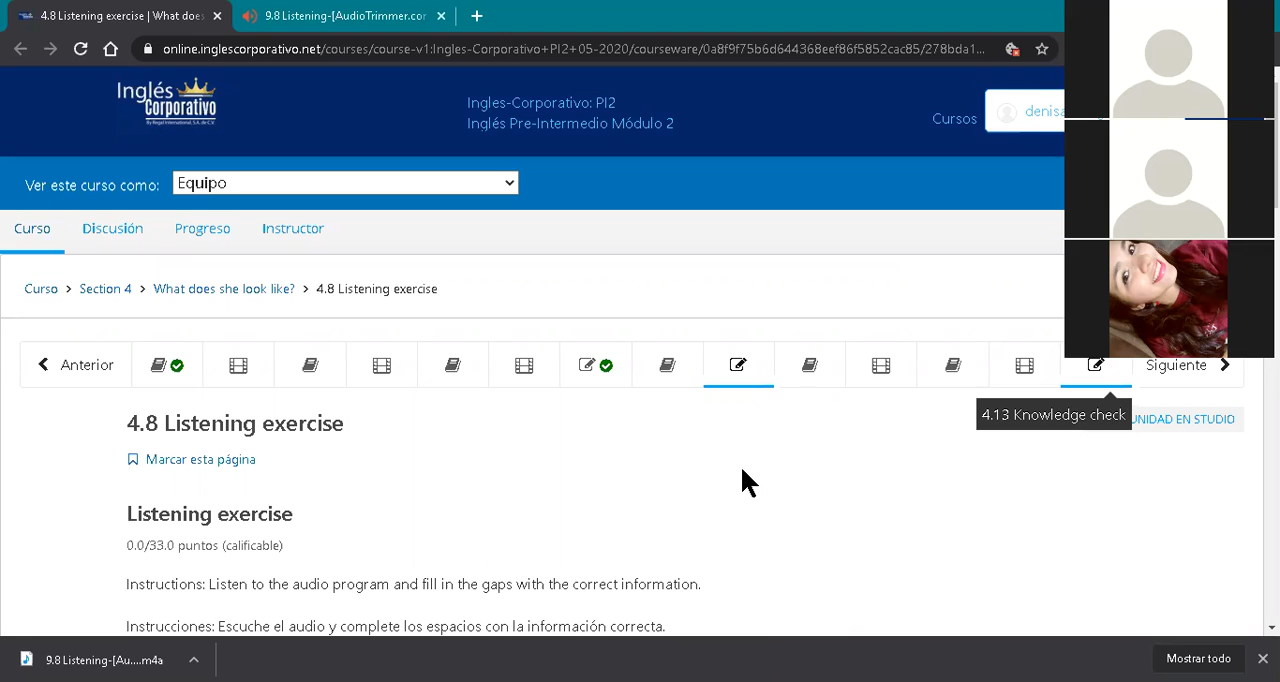 4.8 Listening exercise | What does
9.8 Listening-[AudioTrimmer.cor
online.inglescorporativo.net/courses/course-v1:Ingles-Corporativo+PI2+05-2020/courseware/0a8f9f75b6d644368eef86f5852cac85/278bda1...
Inglés
Corporativo
By Regal International, S.A. de C.V.
Ingles-Corporativo: PI2
Inglés Pre-Intermedio Módulo 2
Cursos
denisa
Ver este curso como:
Equipo
Curso
Discusión
Progreso
Instructor
Curso > Section 4 > What does she look like? > 4.8 Listening exercise
Anterior
Siguiente
4.13 Knowledge check
UNIDAD EN STUDIO
4.8 Listening exercise
Marcar esta página
Listening exercise
0.0/33.0 puntos (calificable)
Instructions: Listen to the audio program and fill in the gaps with the correct information.
Instrucciones: Escuche el audio y complete los espacios con la información correcta.
9.8 Listening-[Au....m4a
Mostrar todo